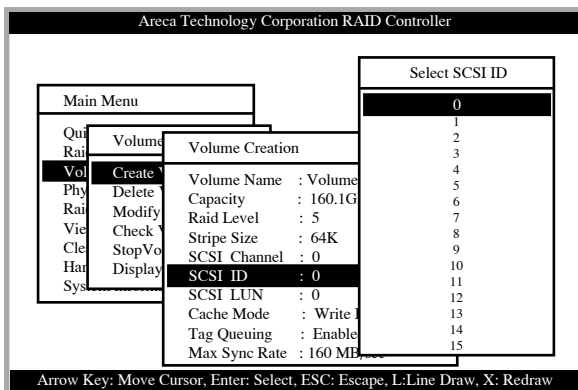 Areca Technology Corporation RAID Controller
Main Menu
Vol
Phy
Vie
Volume
Create V
Delete
Modify
Check
StopVo
Display
Volume Creation
Volume Name : Volume
Capacity : 160.1G
Raid Level : 5
Stripe Size : 64K
SCSI Channel : 0
SCSI ID : 0
SCSI LUN : 0
Cache Mode : Write
Tag Queuing : Enable
Max Sync Rate : 160 MB/sec
Select SCSI ID
0
1
2
3
4
5
6
7
8
9
10
11
12
13
14
15
Arrow Key: Move Cursor, Enter: Select, ESC: Escape, L:Line Draw, X: Redraw